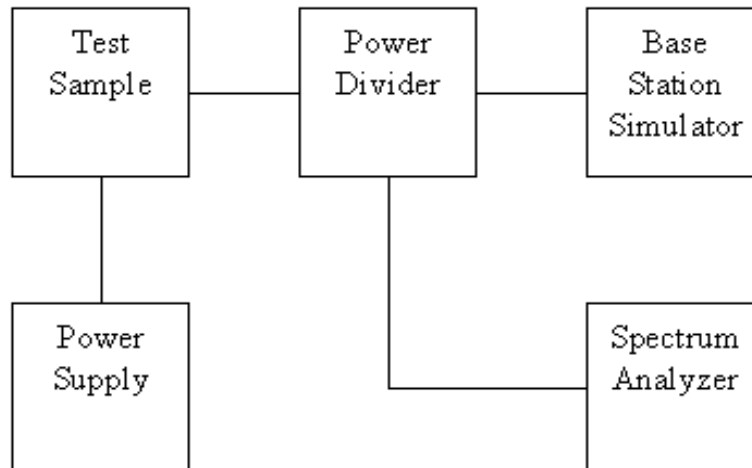 Test
Sample
Power
Divider
Base
Station
Simulator
Power
Supply
Spectrum
Analyzer